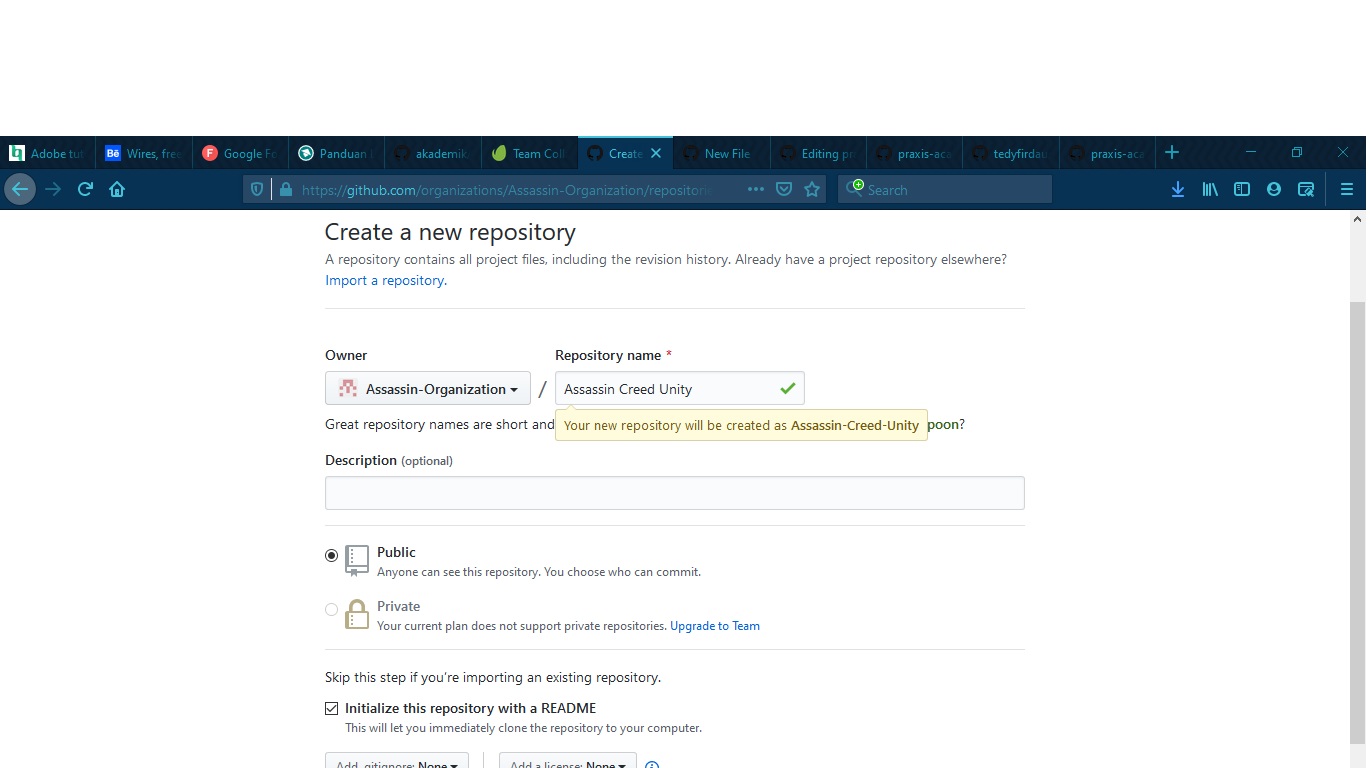 Adobe tut
Bē Wires, free
F Google Fo
Panduan
akademik
Team Coll
Create
New File
Editing pr
praxis-aca
tedyfirdau
praxis-aca
https://github.com/organizations/Assassin-Organization/repositorie
Search
Create a new repository
A repository contains all project files, including the revision history. Already have a project repository elsewhere?
Import a repository.
Owner
Repository name *
Assassin-Organization / Assassin Creed Unity
Great repository names are short and
Your new repository will be created as Assassin-Creed-Unity
poon?
Description (optional)
Public
Anyone can see this repository. You choose who can commit.
Private
Your current plan does not support private repositories. Upgrade to Team
Skip this step if you're importing an existing repository.
Initialize this repository with a README
This will let you immediately clone the repository to your computer.
Add .gitignore: None
Add a license: None